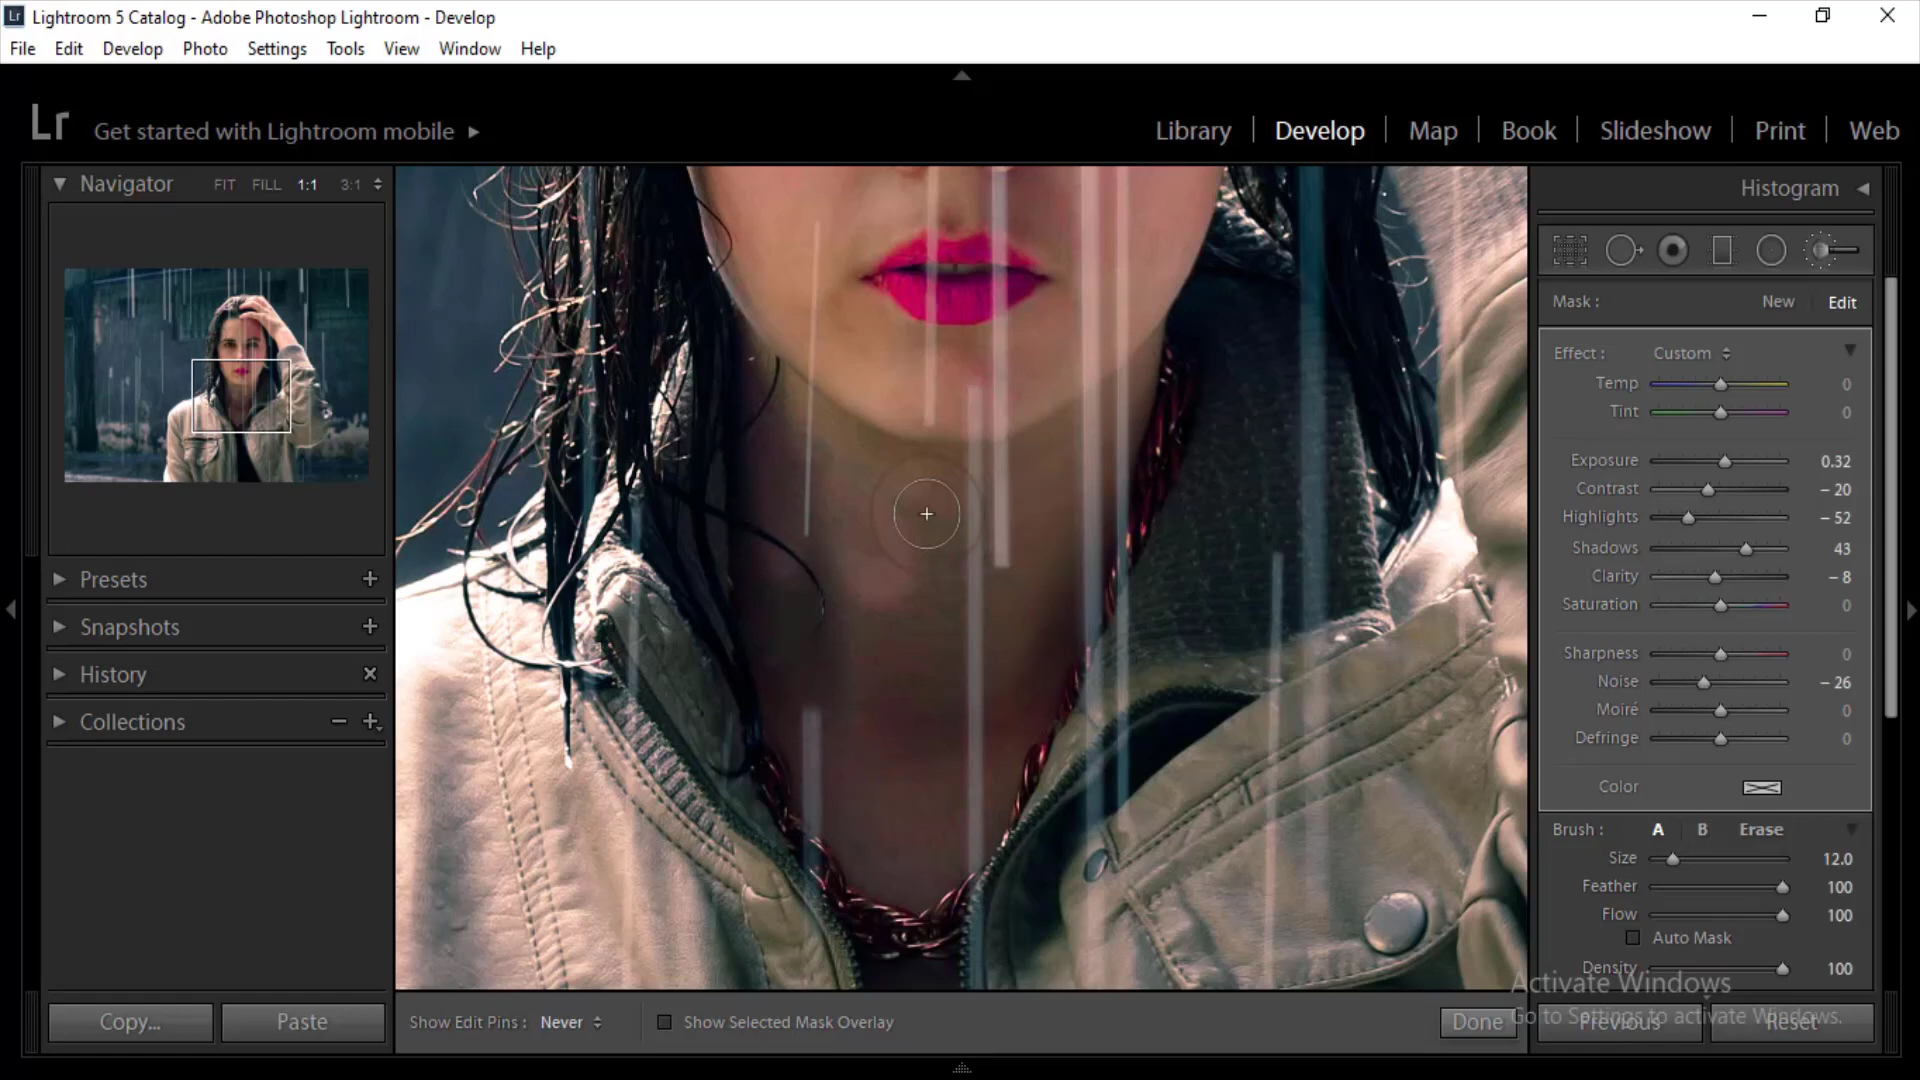 Lr Lightroom 5 Catalog - Adobe Photoshop Lightroom - Develop
File Edit Develop Photo Settings Tools View Window Help
Lr Get started with Lightroom mobile
Library Develop Map Book Slideshow Print Web
Navigator FIT FILL 1:1 3:1
Histogram
Mask : New Edit
Effect : Custom
Temp 0
Tint 0
Exposure 0.32
Contrast – 20
Highlights – 52
Shadows 43
Clarity – 8
Saturation 0
Sharpness 0
Noise – 26
Moiré 0
Defringe 0
Color
Brush : A B Erase
Size 12.0
Feather 100
Flow 100
Auto Mask
Density 100
Presets
Snapshots
History
Collections
Copy... Paste
Show Edit Pins : Never Show Selected Mask Overlay Done
Previous Reset
Activate Windows
Go to Settings to activate Windows.